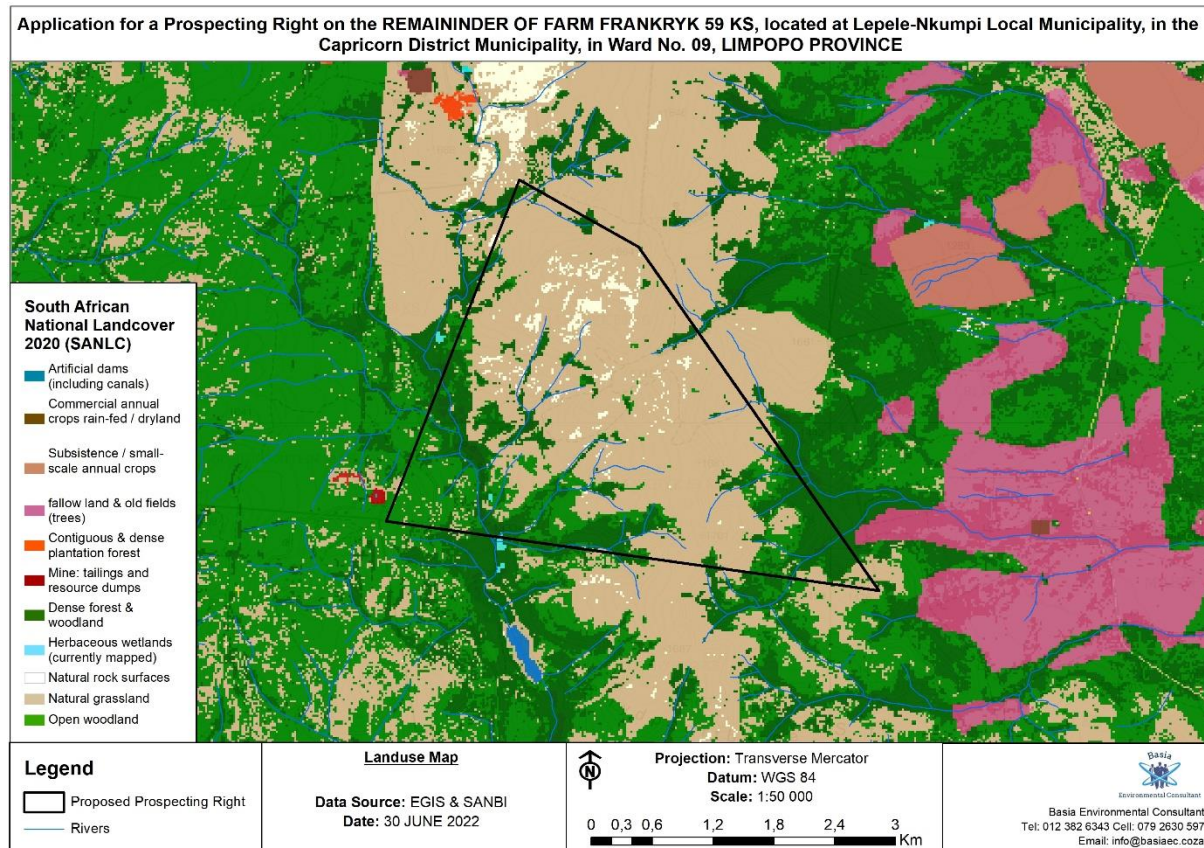 Application for a Prospecting Right on the REMAININDER OF FARM FRANKRYK 59 KS, located at Lepele-Nkumpi Local Municipality, in the
Capricorn District Municipality, in Ward No. 09, LIMPOPO PROVINCE
South African
National Landcover
2020 (SANLC)
Artificial dams
(including canals)
Commercial annual
crops rain-fed / dryland
Subsistence / small-
scale annual crops
fallow land & old fields
(trees)
Contiguous & dense
plantation forest
Mine: tailings and
resource dumps
Dense forest &
woodland
Herbaceous wetlands
(currently mapped)
Natural rock surfaces
Natural grassland
Open woodland
Legend
Proposed Prospecting Right
Rivers
Landuse Map
Data Source: EGIS & SANBI
Date: 30 JUNE 2022
N
Projection: Transverse Mercator
Datum: WGS 84
Scale: 1:50 000
0 0,3 0,6 1,2 1,8 2,4 3
Km
Basia
Environmental Consultant
Basia Environmental Consultant
Tel: 012 382 6343 Cell: 079 2630 597
Email: info@basiaec.coza